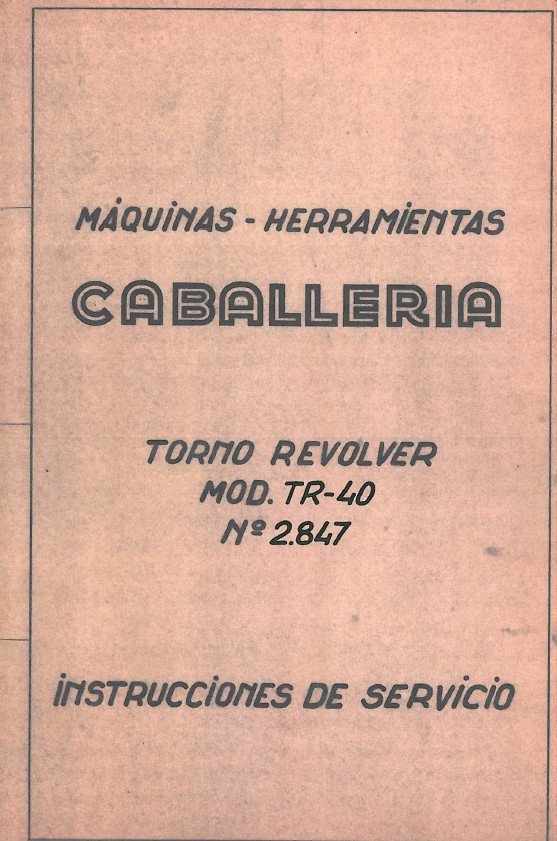 MÁQUINAS - HERRAMIENTAS
CABALLERIA
TORNO REVOLVER
MOD. TR-40
Nº 2.847
INSTRUCCIONES DE SERVICIO